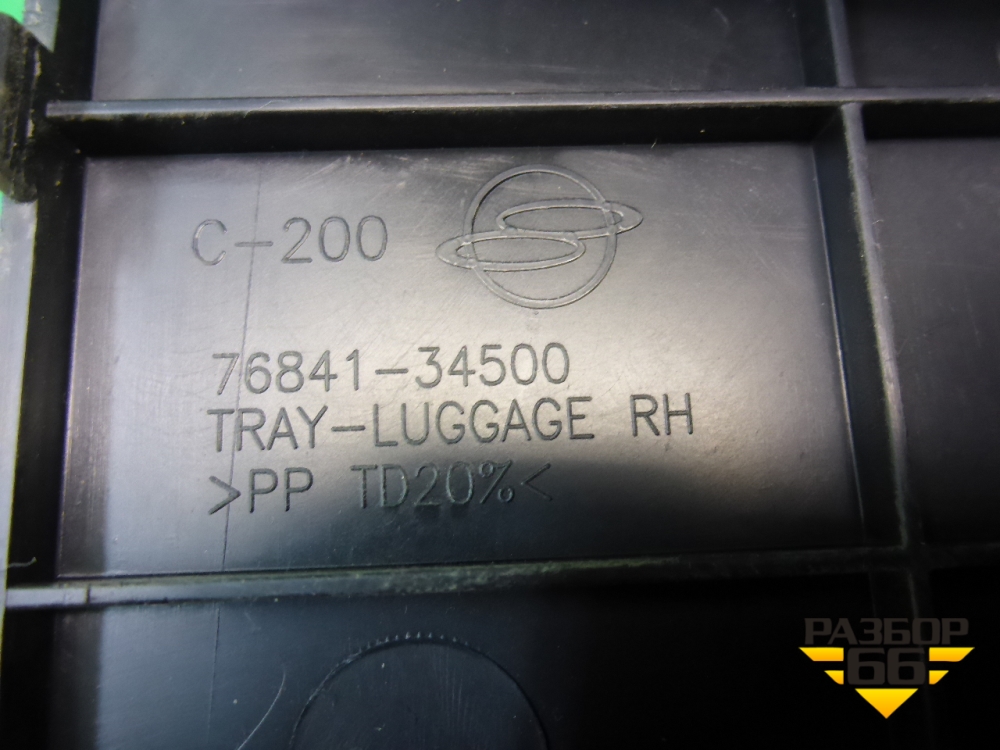 C-200
76841-34500
TRAY-LUGGAGE RH
>PP TD20%<
РАЗБОР
66